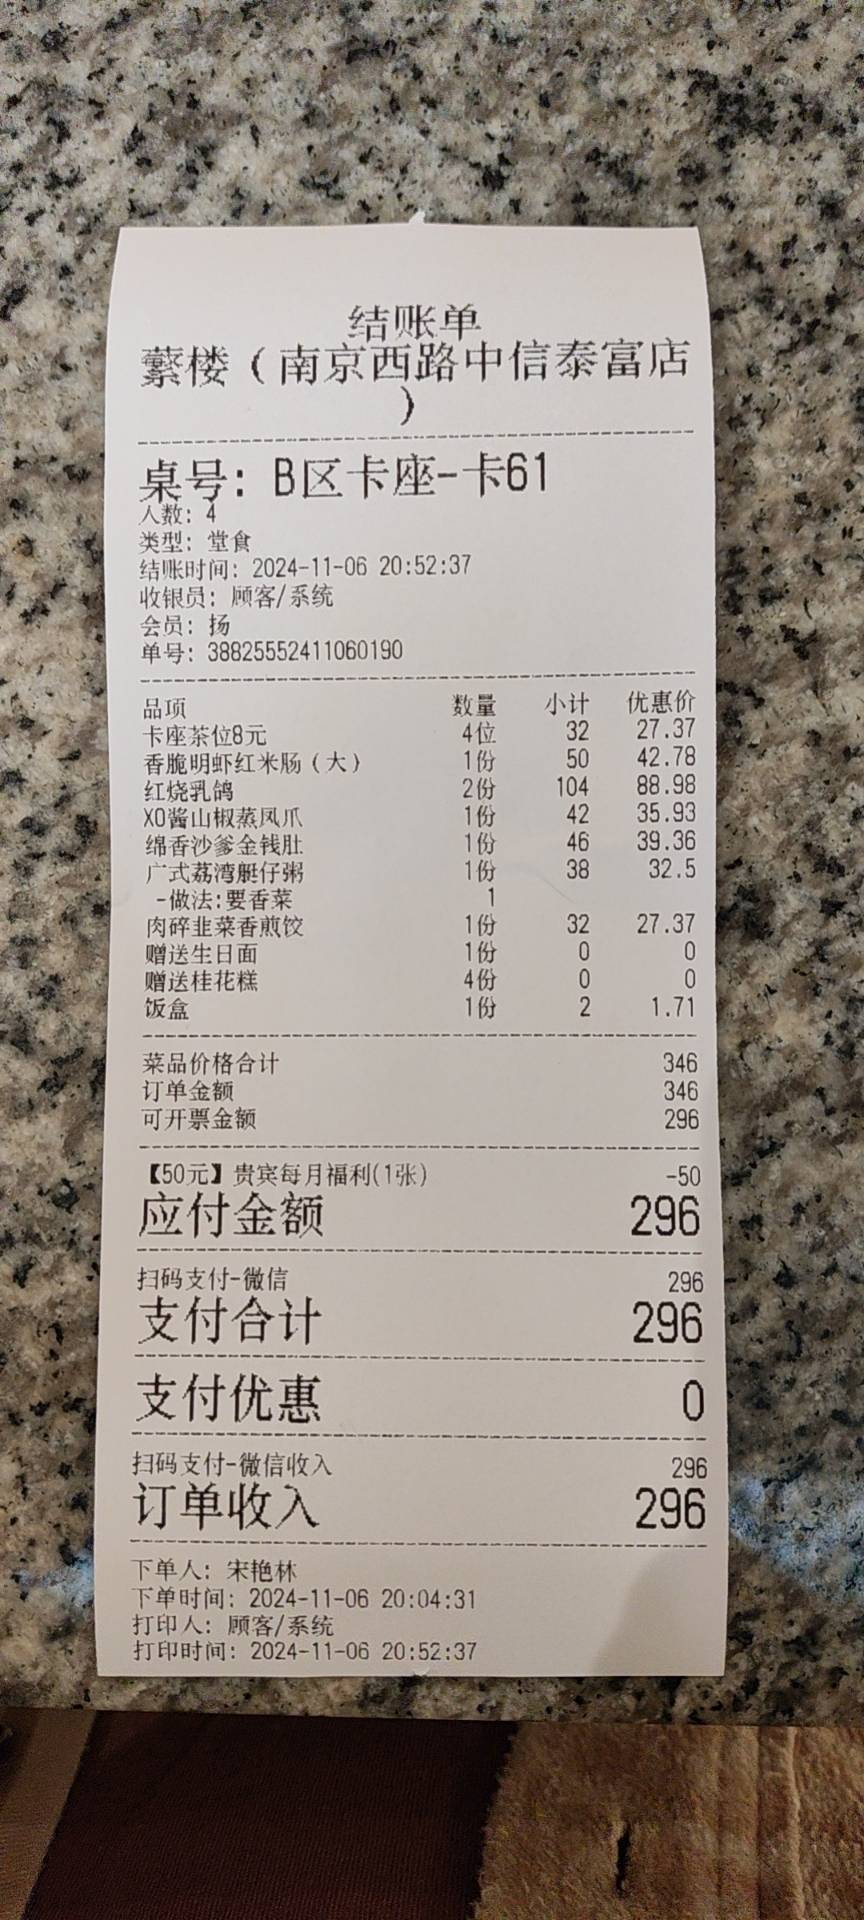 结账单
蘩楼（南京西路中信泰富店
）
桌号: B区卡座-卡61
人数: 4
类型: 堂食
结账时间: 2024-11-06 20:52:37
收银员: 顾客/系统
会员: 扬
单号: 38825552411060190
品项 数量 小计 优惠价
卡座茶位8元 4位 32 27.37
香脆明虾红米肠（大） 1份 50 42.78
红烧乳鸽 2份 104 88.98
XO酱山椒蒸凤爪 1份 42 35.93
绵香沙爹金钱肚 1份 46 39.36
广式荔湾艇仔粥 1份 38 32.5
-做法:要香菜 1
肉碎韭菜香煎饺 1份 32 27.37
赠送生日面 1份 0 0
赠送桂花糕 4份 0 0
饭盒 1份 2 1.71
菜品价格合计 346
订单金额 346
可开票金额 296
【50元】贵宾每月福利(1张) -50
应付金额 296
扫码支付-微信 296
支付合计 296
支付优惠 0
扫码支付-微信收入 296
订单收入 296
下单人: 宋艳林
下单时间: 2024-11-06 20:04:31
打印人: 顾客/系统
打印时间: 2024-11-06 20:52:37